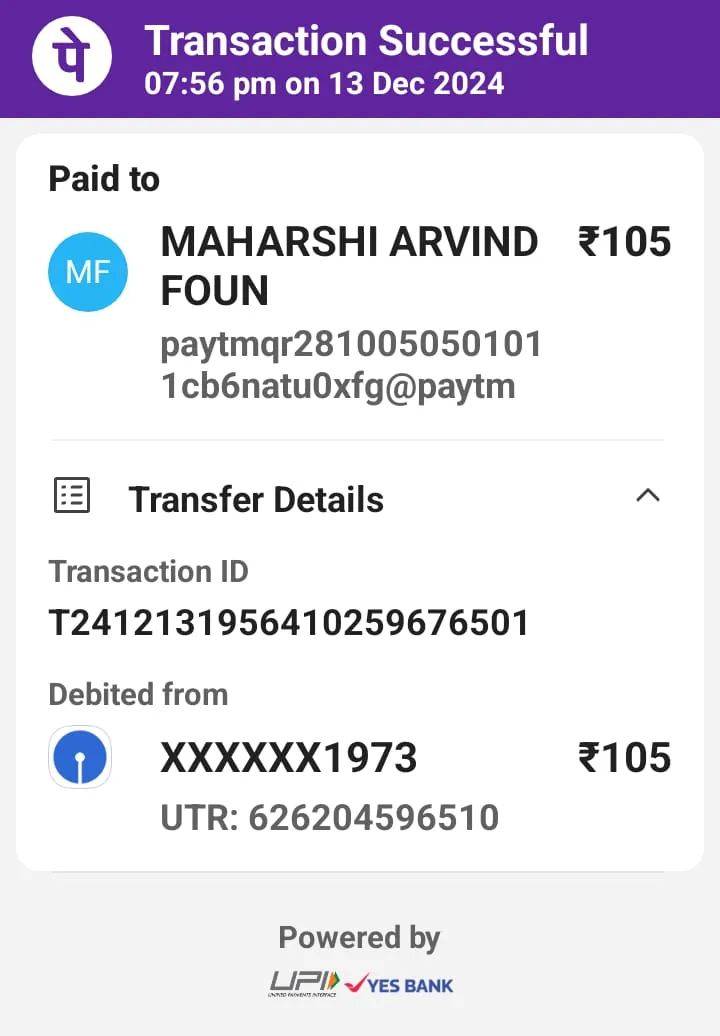 पे
Transaction Successful
07:56 pm on 13 Dec 2024
Paid to
MF
MAHARSHI ARVIND
FOUN
₹105
paytmqr281005050101
1cb6natu0xfg@paytm
Transfer Details
Transaction ID
T2412131956410259676501
Debited from
XXXXXX1973
₹105
UTR: 626204596510
Powered by
UPI
UNIFIED PAYMENTS INTERFACE
YES BANK